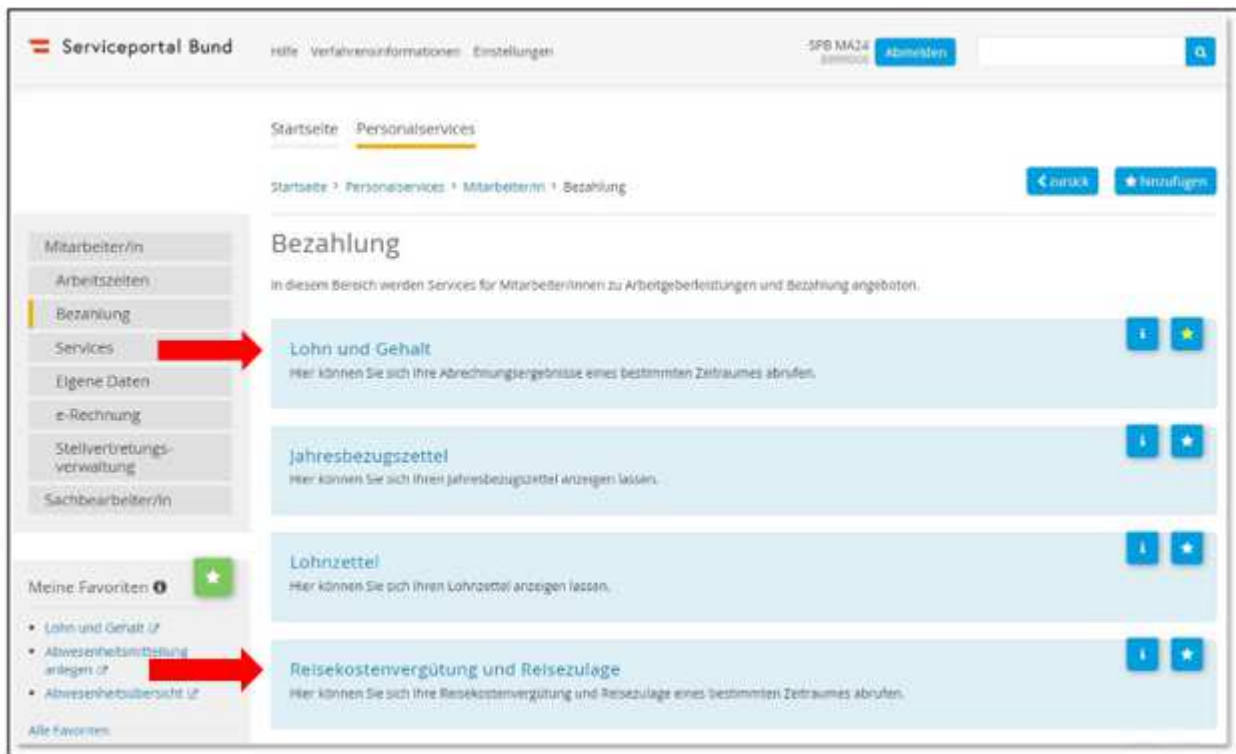 Serviceportal Bund
Hilfe Verfahrensinformationen Einstellungen
SPB MA24
Abmelden
Startseite Personalservices
Startseite › Personalservices › Mitarbeiter/in › Bezahlung
zurück
hinzufügen
Mitarbeiter/in
Arbeitszeiten
Bezahlung
Services
Eigene Daten
e-Rechnung
Stellvertretungs-
verwaltung
Sachbearbeiter/in
Meine Favoriten
Lohn und Gehalt
Abwesenheitsmitteilung
anlegen
Abwesenheitsübersicht
Alle Favoriten
Bezahlung
In diesem Bereich werden Services für Mitarbeiter/innen zu Arbeitgeberleistungen und Bezahlung angeboten.
Lohn und Gehalt
Hier können Sie sich Ihre Abrechnungsergebnisse eines bestimmten Zeitraumes abrufen.
Jahresbezugszettel
Hier können Sie sich Ihren Jahresbezugszettel anzeigen lassen.
Lohnzettel
Hier können Sie sich Ihren Lohnzettel anzeigen lassen.
Reisekostenvergütung und Reisezulage
Hier können Sie sich Ihre Reisekostenvergütung und Reisezulage eines bestimmten Zeitraumes abrufen.